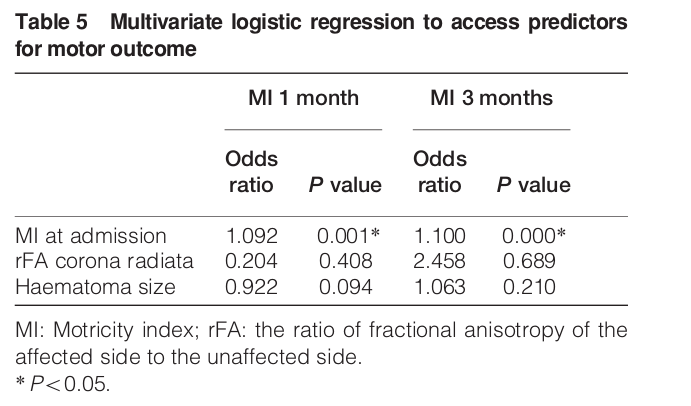 Table 5 Multivariate logistic regression to access predictors
for motor outcome
MI 1 month MI 3 months
Odds ratio P value Odds ratio P value
MI at admission 1.092 0.001* 1.100 0.000*
rFA corona radiata 0.204 0.408 2.458 0.689
Haematoma size 0.922 0.094 1.063 0.210
MI: Motricity index; rFA: the ratio of fractional anisotropy of the
affected side to the unaffected side.
* P<0.05.